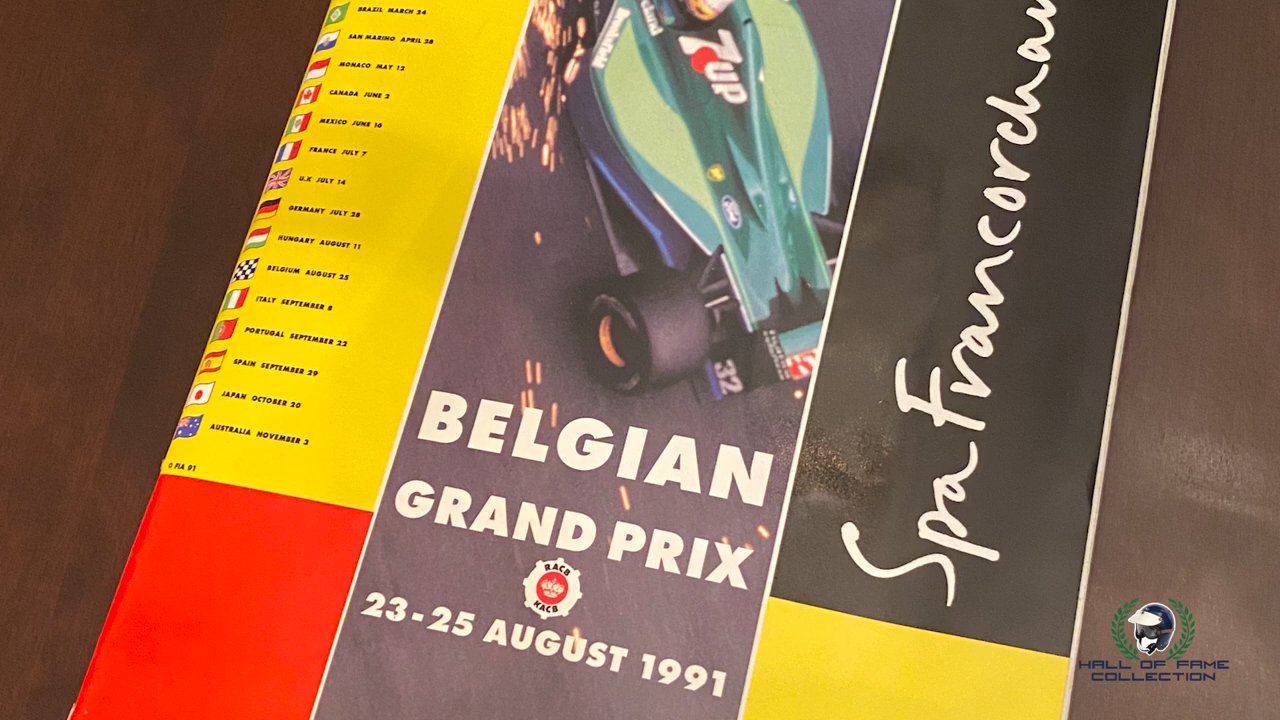 BRAZIL MARCH 24
SAN MARINO APRIL 28
MONACO MAY 12
CANADA JUNE 2
MEXICO JUNE 16
FRANCE JULY 7
U.K JULY 14
GERMANY JULY 28
HUNGARY AUGUST 11
BELGIUM AUGUST 25
ITALY SEPTEMBER 8
PORTUGAL SEPTEMBER 22
SPAIN SEPTEMBER 29
JAPAN OCTOBER 20
AUSTRALIA NOVEMBER 3
© FIA 91
7UP
Ford
32
BELGIAN
GRAND PRIX
RACB
KACB
23-25 AUGUST 1991
Spa Francorcha
HALL OF FAME
COLLECTION